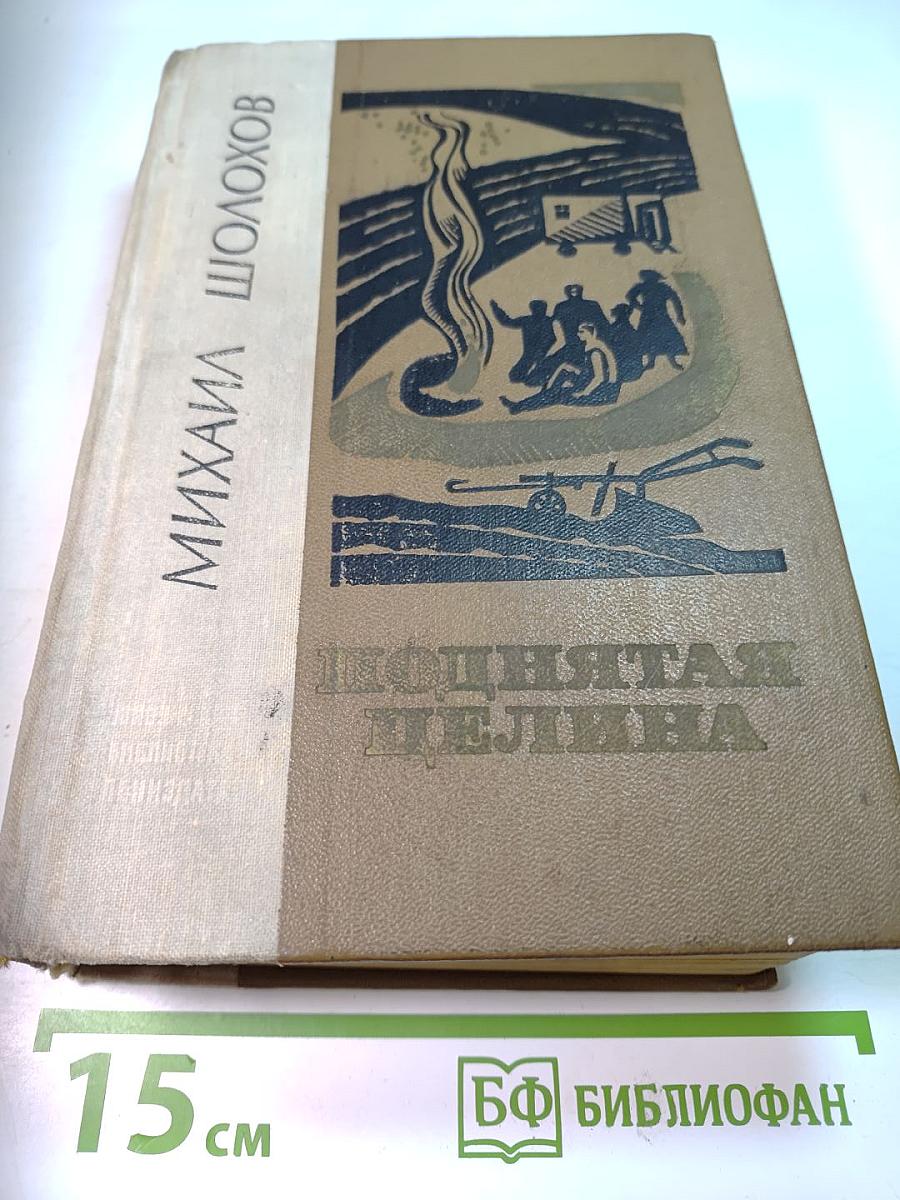 МИХАИЛ ШОЛОХОВ
ПОДНЯТАЯ
ЦЕЛИНА
15 см
БФ БИБЛИОФАН